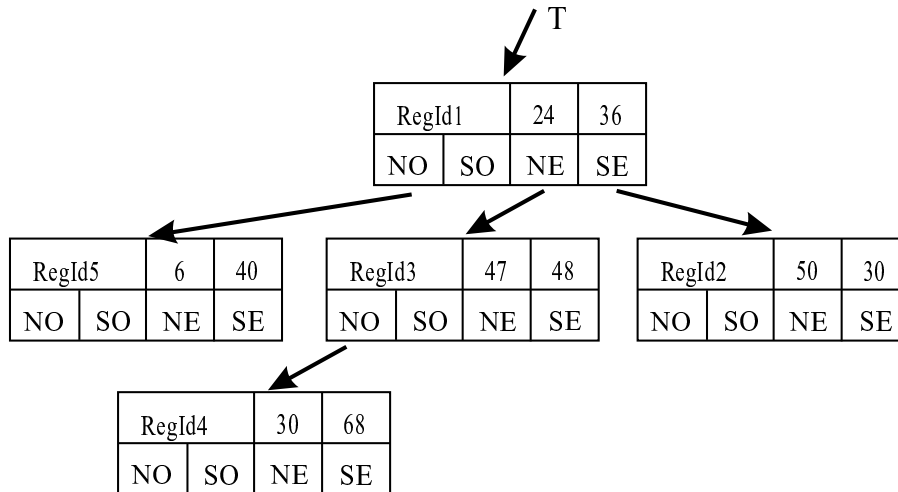 T
RegId1 24 36
NO SO NE SE
RegId5 6 40 RegId3 47 48 RegId2 50 30
NO SO NE SE NO SO NE SE NO SO NE SE
RegId4 30 68
NO SO NE SE